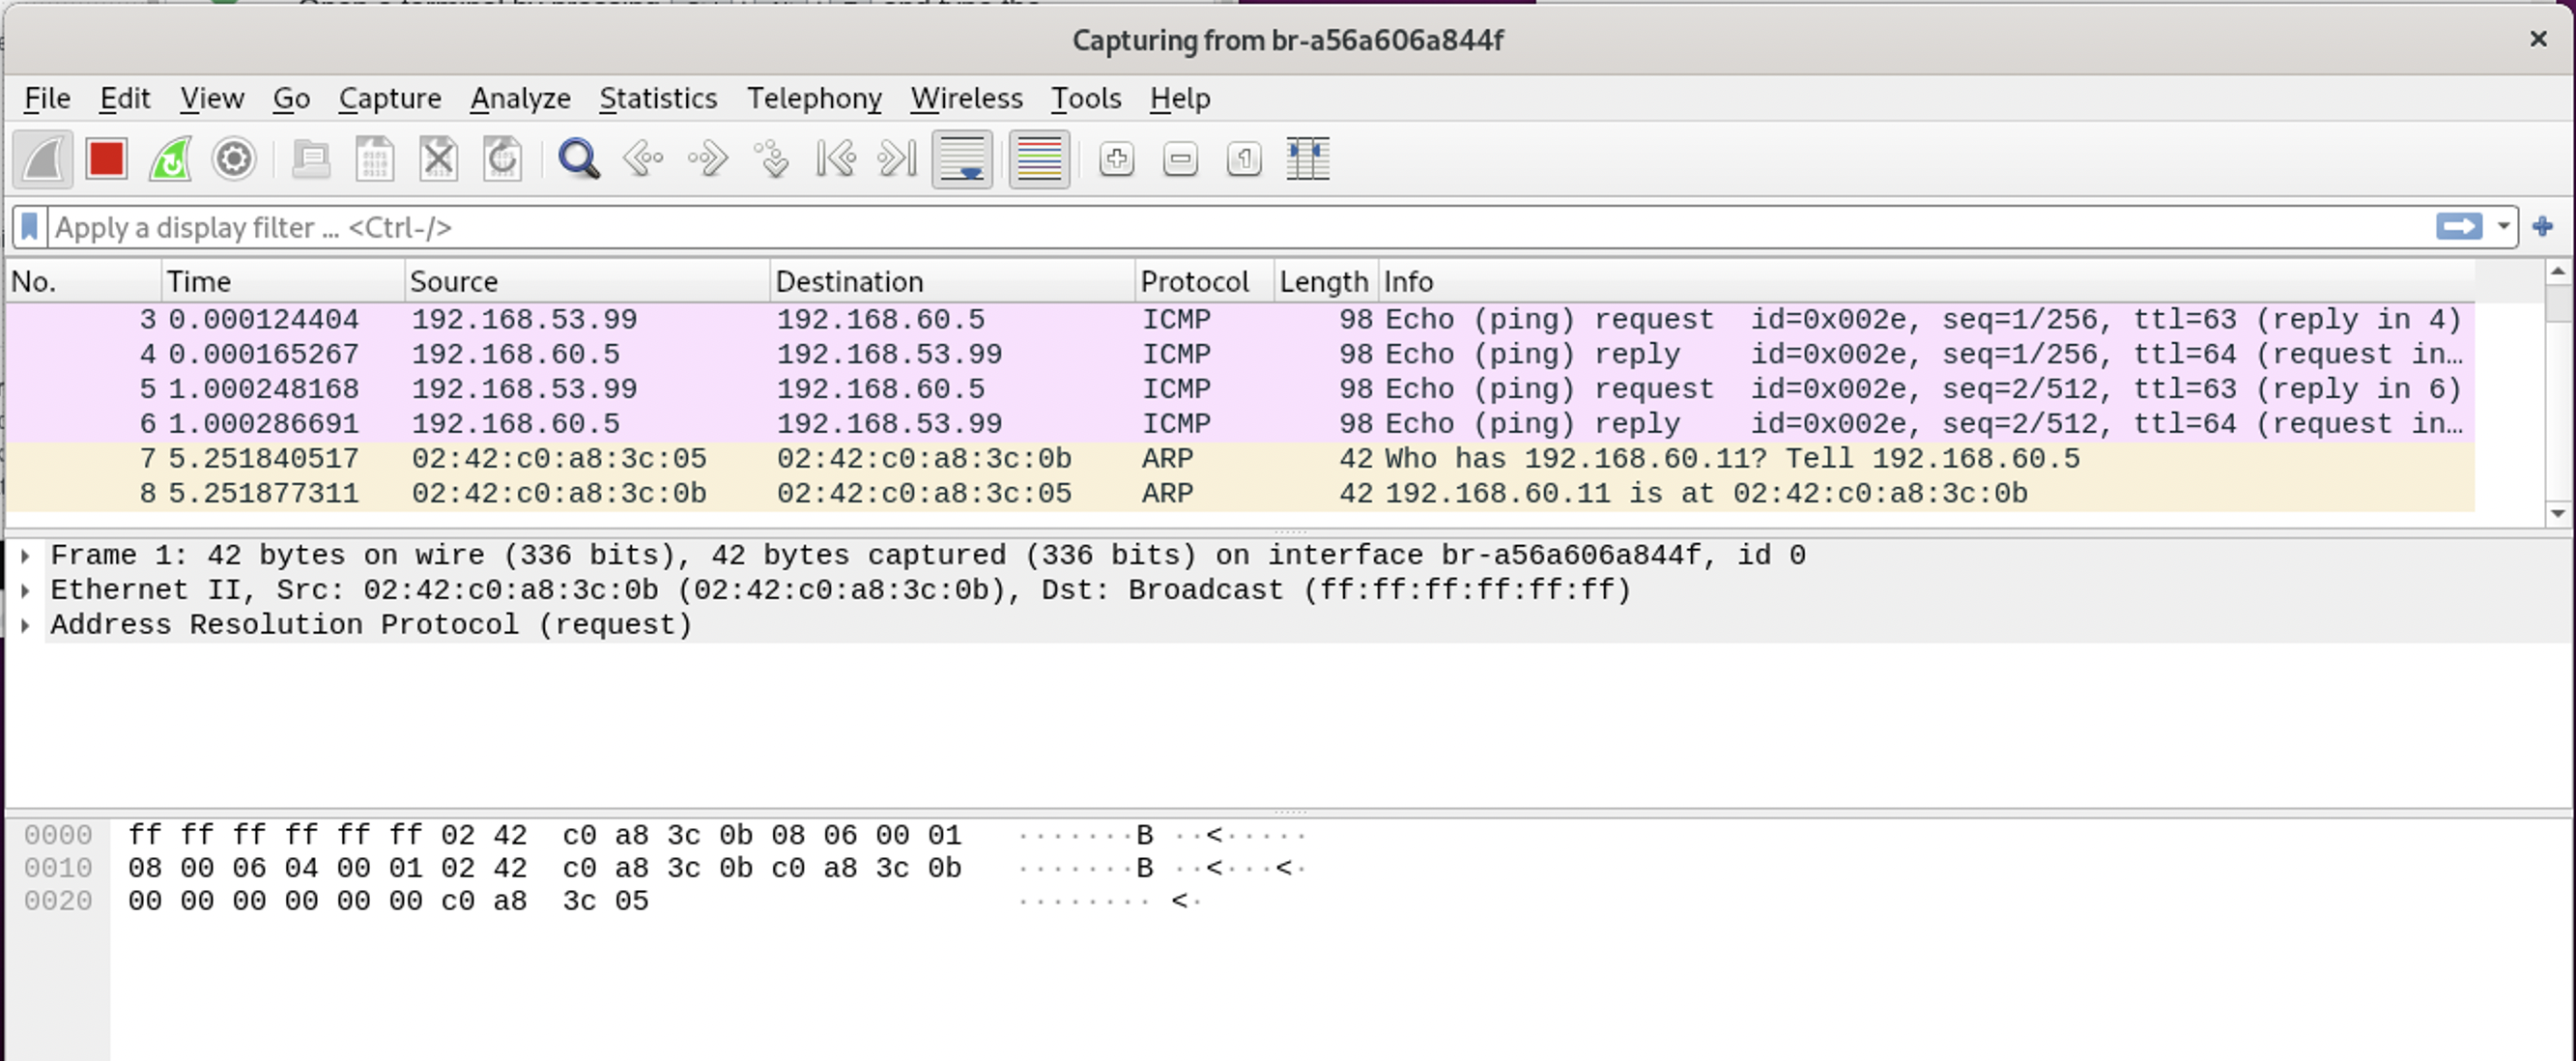 Capturing from br-a56a606a844f
File Edit View Go Capture Analyze Statistics Telephony Wireless Tools Help
Apply a display filter ... <Ctrl-/>
No. Time Source Destination Protocol Length Info
3 0.000124404 192.168.53.99 192.168.60.5 ICMP 98 Echo (ping) request id=0x002e, seq=1/256, ttl=63 (reply in 4)
4 0.000165267 192.168.60.5 192.168.53.99 ICMP 98 Echo (ping) reply id=0x002e, seq=1/256, ttl=64 (request in…
5 1.000248168 192.168.53.99 192.168.60.5 ICMP 98 Echo (ping) request id=0x002e, seq=2/512, ttl=63 (reply in 6)
6 1.000286691 192.168.60.5 192.168.53.99 ICMP 98 Echo (ping) reply id=0x002e, seq=2/512, ttl=64 (request in…
7 5.251840517 02:42:c0:a8:3c:05 02:42:c0:a8:3c:0b ARP 42 Who has 192.168.60.11? Tell 192.168.60.5
8 5.251877311 02:42:c0:a8:3c:0b 02:42:c0:a8:3c:05 ARP 42 192.168.60.11 is at 02:42:c0:a8:3c:0b
Frame 1: 42 bytes on wire (336 bits), 42 bytes captured (336 bits) on interface br-a56a606a844f, id 0
Ethernet II, Src: 02:42:c0:a8:3c:0b (02:42:c0:a8:3c:0b), Dst: Broadcast (ff:ff:ff:ff:ff:ff)
Address Resolution Protocol (request)
0000 ff ff ff ff ff ff 02 42 c0 a8 3c 0b 08 06 00 01 ·······B ··<·····
0010 08 00 06 04 00 01 02 42 c0 a8 3c 0b c0 a8 3c 0b ·······B ··<···<·
0020 00 00 00 00 00 00 c0 a8 3c 05 ········ <·